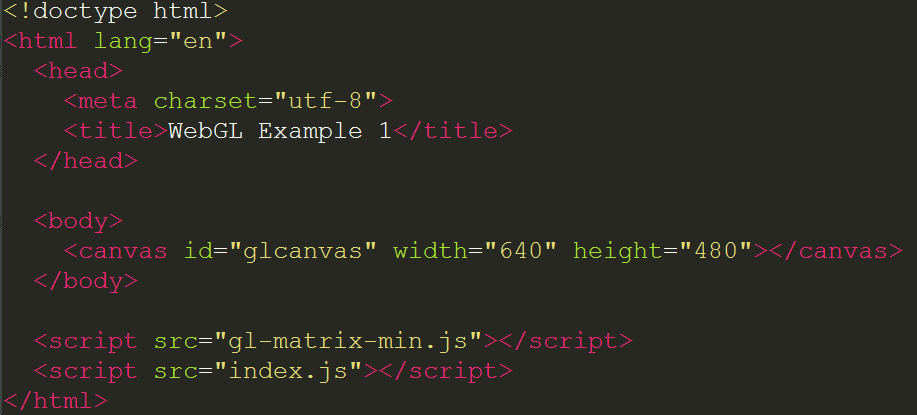 <!doctype html>
<html lang="en">
  <head>
    <meta charset="utf-8">
    <title>WebGL Example 1</title>
  </head>

  <body>
    <canvas id="glcanvas" width="640" height="480"></canvas>
  </body>

  <script src="gl-matrix-min.js"></script>
  <script src="index.js"></script>
</html>